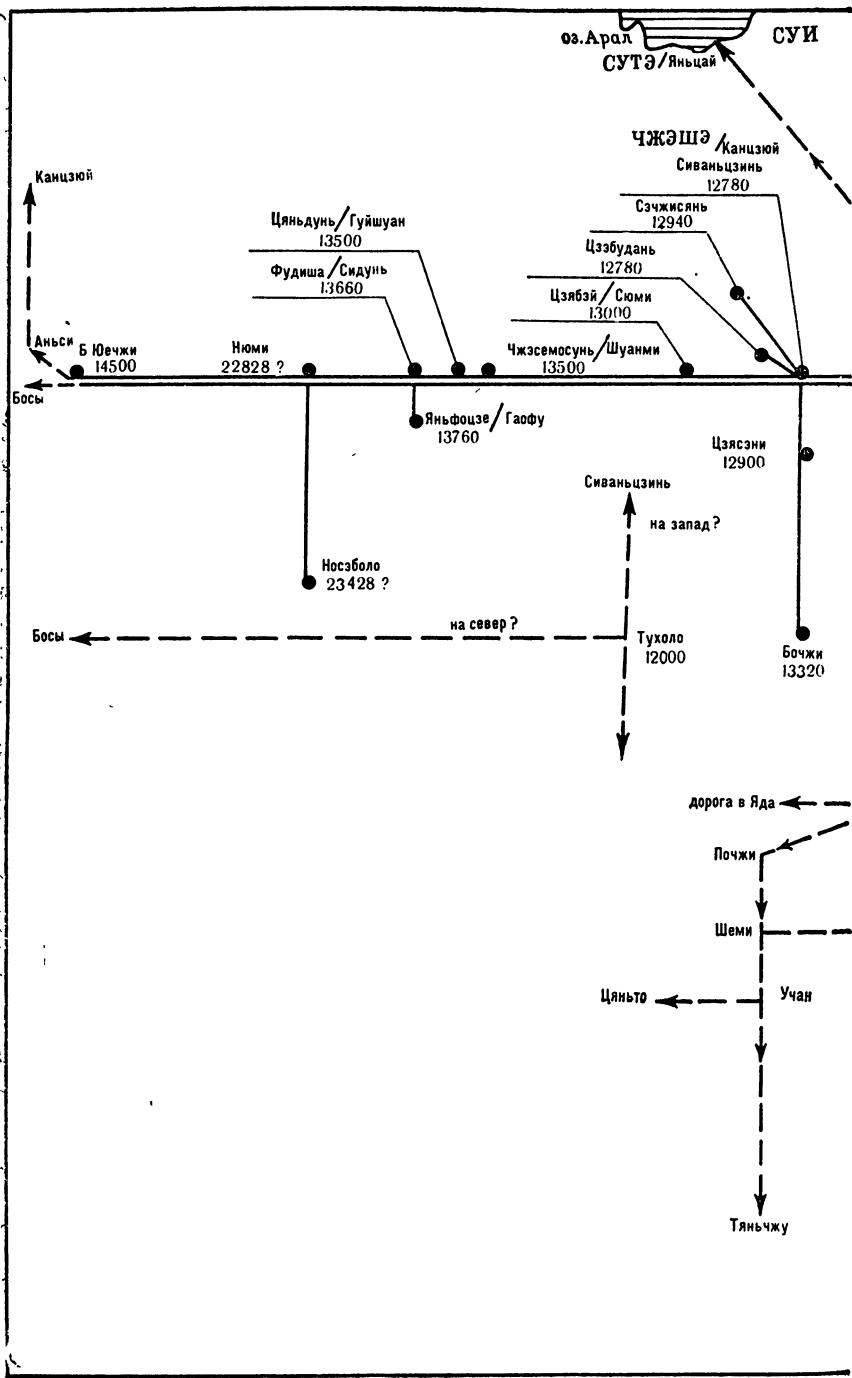 оз.Арал
СУИ
СУТЭ/Яньцай
ЧЖЭШЭ/Канцзюй
Сиваньцзинь
12780
Канцзюй
Сэчжисянь
12940
Цяньдунь/Гуйшуан
13500
Цзэбудань
12780
Фудиша/Сидунь
13660
Цзябэй/Сюми
13000
Аньси
Б Юечжи
14500
Нюми
22828 ?
Чжэсемосунь/Шуанми
13500
Босы
Яньфоцзе/Гаофу
13760
Цзясэни
12900
Сиваньцзинь
на запад?
Носэболо
23428 ?
на север?
Босы
Тухоло
12000
Бочжи
13320
дорога в Яда
Почжи
Шеми
Цяньто
Учан
Тяньчжу